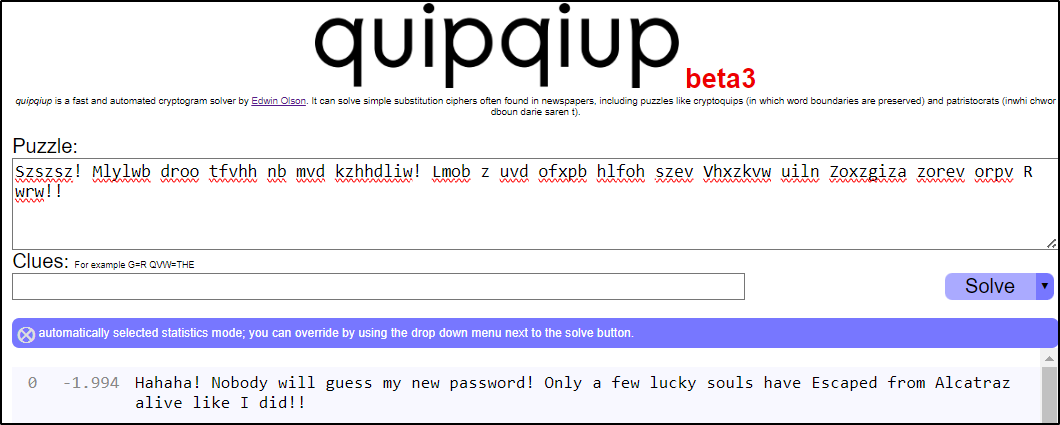 quipqiup beta3
quipqiup is a fast and automated cryptogram solver by Edwin Olson. It can solve simple substitution ciphers often found in newspapers, including puzzles like cryptoquips (in which word boundaries are preserved) and patristocrats (inwhi chwor
dboun darie saren t).
Puzzle:
Szszsz! Mlylwb droo tfvhh nb mvd kzhhdliw! Lmob z uvd ofxpb hlfoh szev Vhxzkvw uiln Zoxzgiza zorev orpv R
wrw!!
Clues: For example G=R QVW=THE
Solve
automatically selected statistics mode; you can override by using the drop down menu next to the solve button.
0 -1.994 Hahaha! Nobody will guess my new password! Only a few lucky souls have Escaped from Alcatraz
alive like I did!!